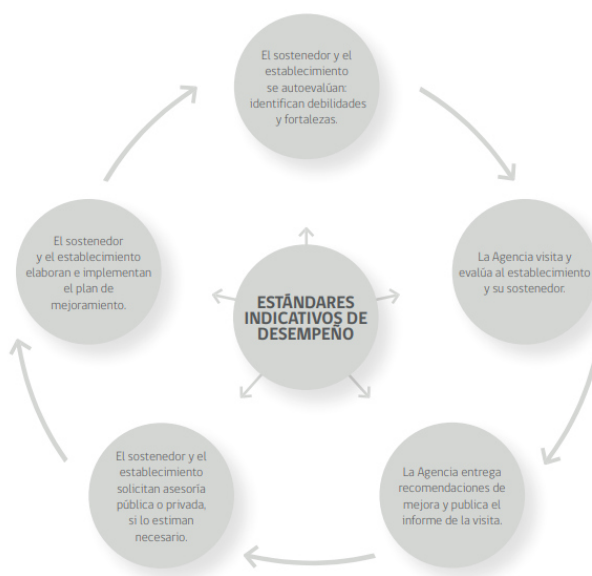 El sostenedor y el
establecimiento
se autoevalúan:
identifican debilidades
y fortalezas.
La Agencia visita y
evalúa al establecimiento
y su sostenedor.
La Agencia entrega
recomendaciones de
mejora y publica el
informe de la visita.
El sostenedor y el
establecimiento
solicitan asesoría
pública o privada,
si lo estiman
necesario.
El sostenedor
y el establecimiento
elaboran e implementan
el plan de
mejoramiento.
ESTÁNDARES
INDICATIVOS DE
DESEMPEÑO